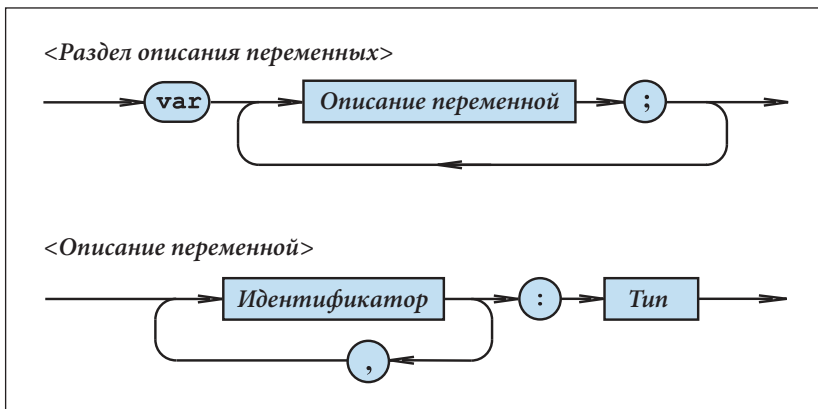 <Раздел описания переменных>
var Описание переменной ;
<Описание переменной>
Идентификатор : Тип
,